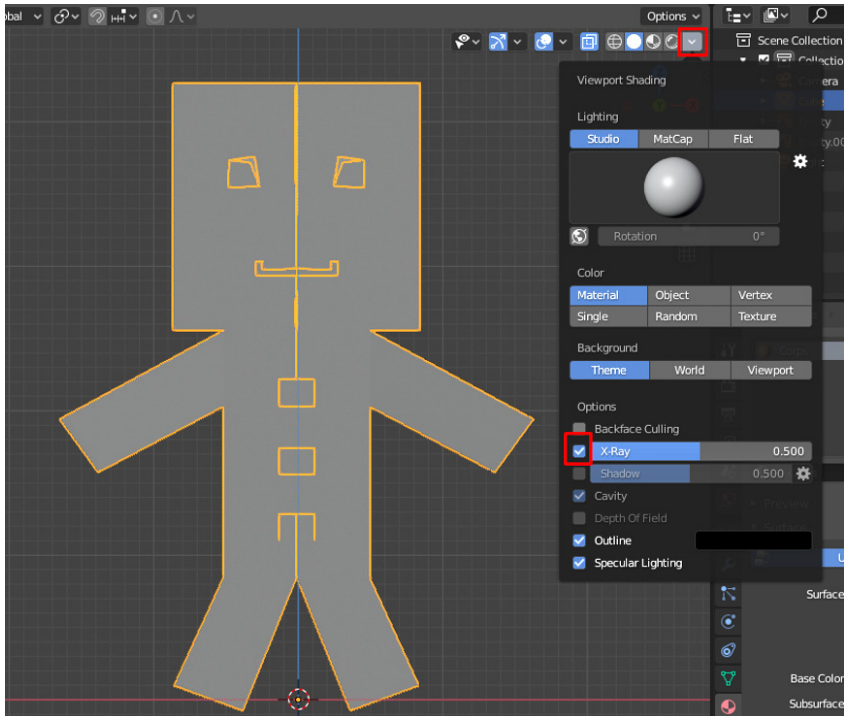 Options
Scene Collection
Viewport Shading
Lighting
Studio MatCap Flat
Rotation 0°
Color
Material Object Vertex
Single Random Texture
Background
Theme World Viewport
Options
Backface Culling
X-Ray 0.500
Shadow 0.500
Cavity
Depth Of Field
Outline
Specular Lighting
Surface
Base Color
Subsurface